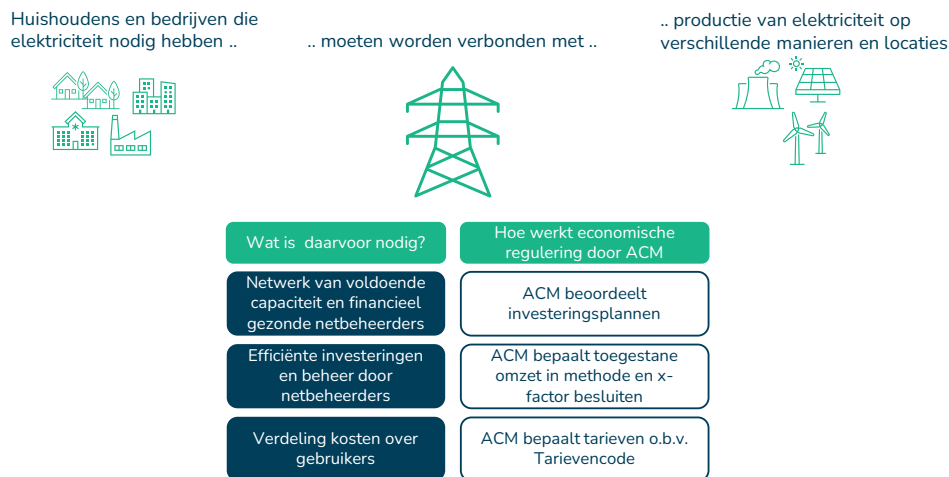 Huishoudens en bedrijven die
elektriciteit nodig hebben ..
.. moeten worden verbonden met ..
.. productie van elektriciteit op
verschillende manieren en locaties
Wat is daarvoor nodig?
Hoe werkt economische
regulering door ACM
Netwerk van voldoende
capaciteit en financieel
gezonde netbeheerders
ACM beoordeelt
investeringsplannen
Efficiënte investeringen
en beheer door
netbeheerders
ACM bepaalt toegestane
omzet in methode en x-
factor besluiten
Verdeling kosten over
gebruikers
ACM bepaalt tarieven o.b.v.
Tarievencode